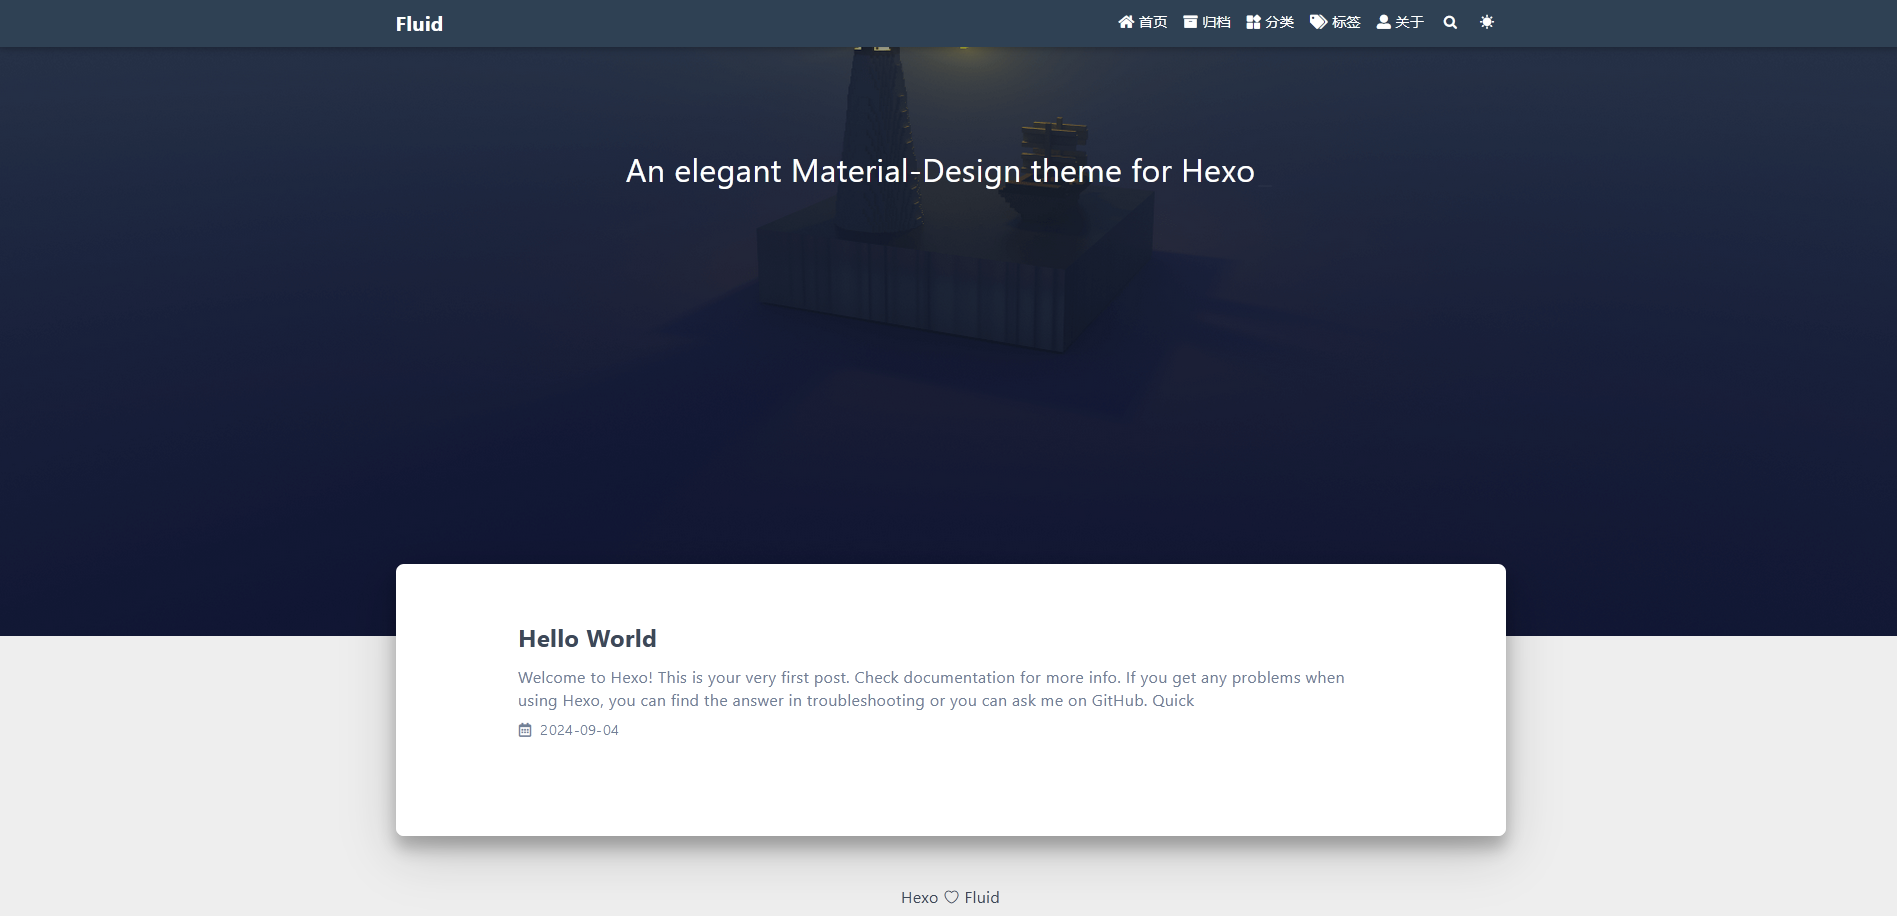 Fluid
首页 归档 分类 标签 关于
An elegant Material-Design theme for Hexo
Hello World
Welcome to Hexo! This is your very first post. Check documentation for more info. If you get any problems when
using Hexo, you can find the answer in troubleshooting or you can ask me on GitHub. Quick
2024-09-04
Hexo ♡ Fluid